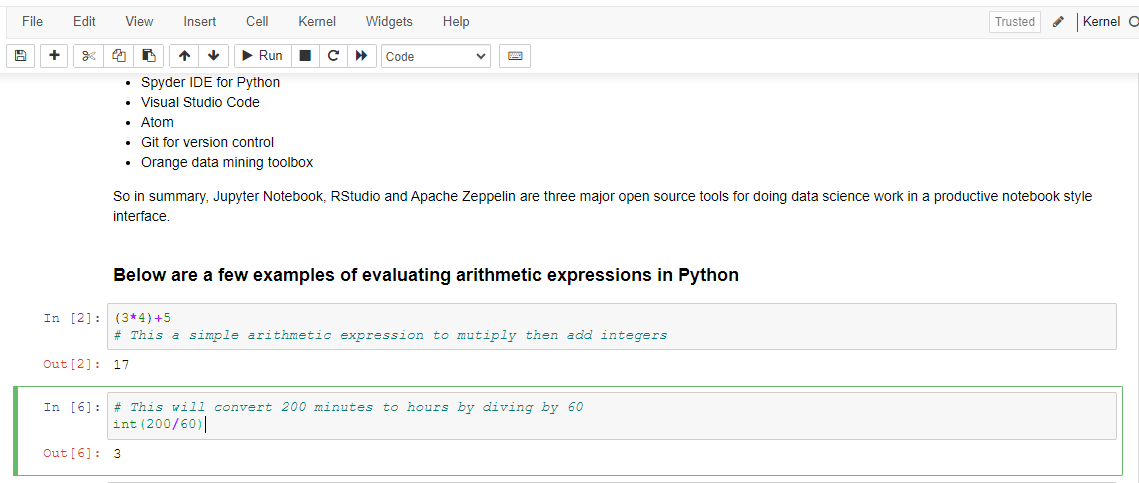 File Edit View Insert Cell Kernel Widgets Help Trusted Kernel
Run Code
Spyder IDE for Python
Visual Studio Code
Atom
Git for version control
Orange data mining toolbox
So in summary, Jupyter Notebook, RStudio and Apache Zeppelin are three major open source tools for doing data science work in a productive notebook style
interface.
Below are a few examples of evaluating arithmetic expressions in Python
In [2]: (3*4)+5
# This a simple arithmetic expression to mutiply then add integers
Out[2]: 17
In [6]: # This will convert 200 minutes to hours by diving by 60
int(200/60)
Out[6]: 3